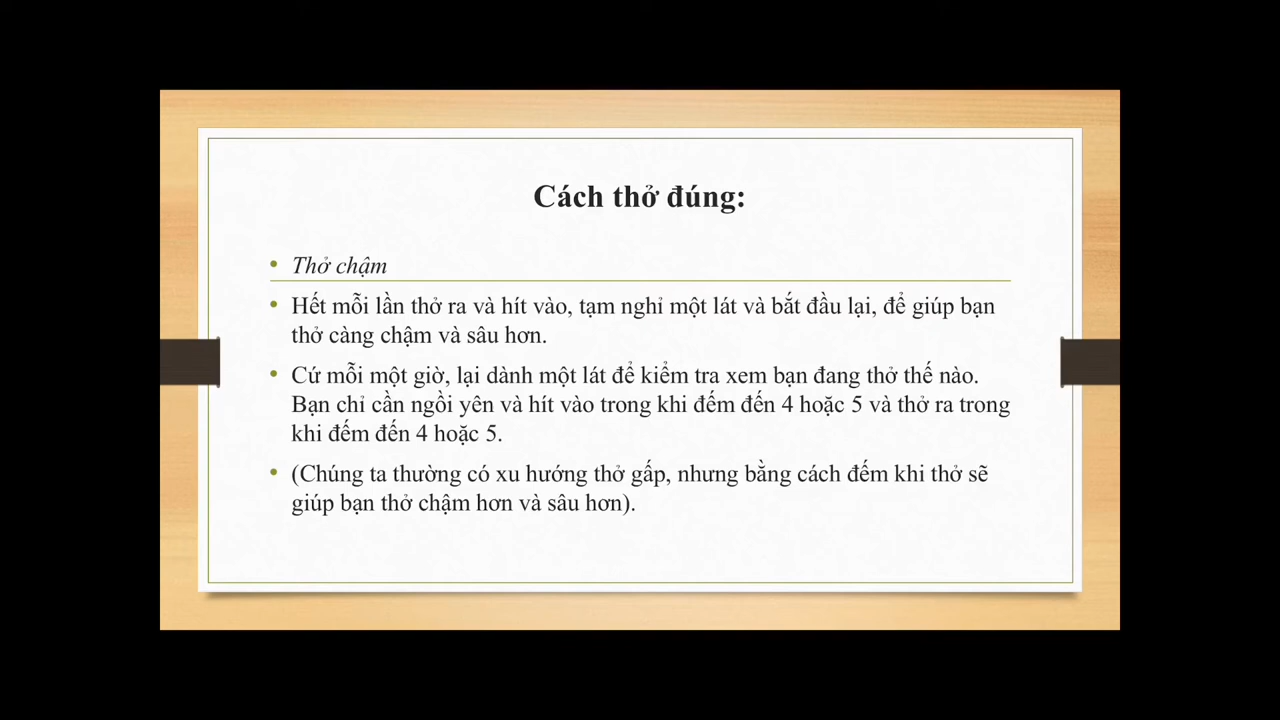 Cách thở đúng:
• Thở chậm
• Hết mỗi lần thở ra và hít vào, tạm nghỉ một lát và bắt đầu lại, để giúp bạn
thở càng chậm và sâu hơn.
• Cứ mỗi một giờ, lại dành một lát để kiểm tra xem bạn đang thở thế nào.
Bạn chỉ cần ngồi yên và hít vào trong khi đếm đến 4 hoặc 5 và thở ra trong
khi đếm đến 4 hoặc 5.
• (Chúng ta thường có xu hướng thở gấp, nhưng bằng cách đếm khi thở sẽ
giúp bạn thở chậm hơn và sâu hơn).